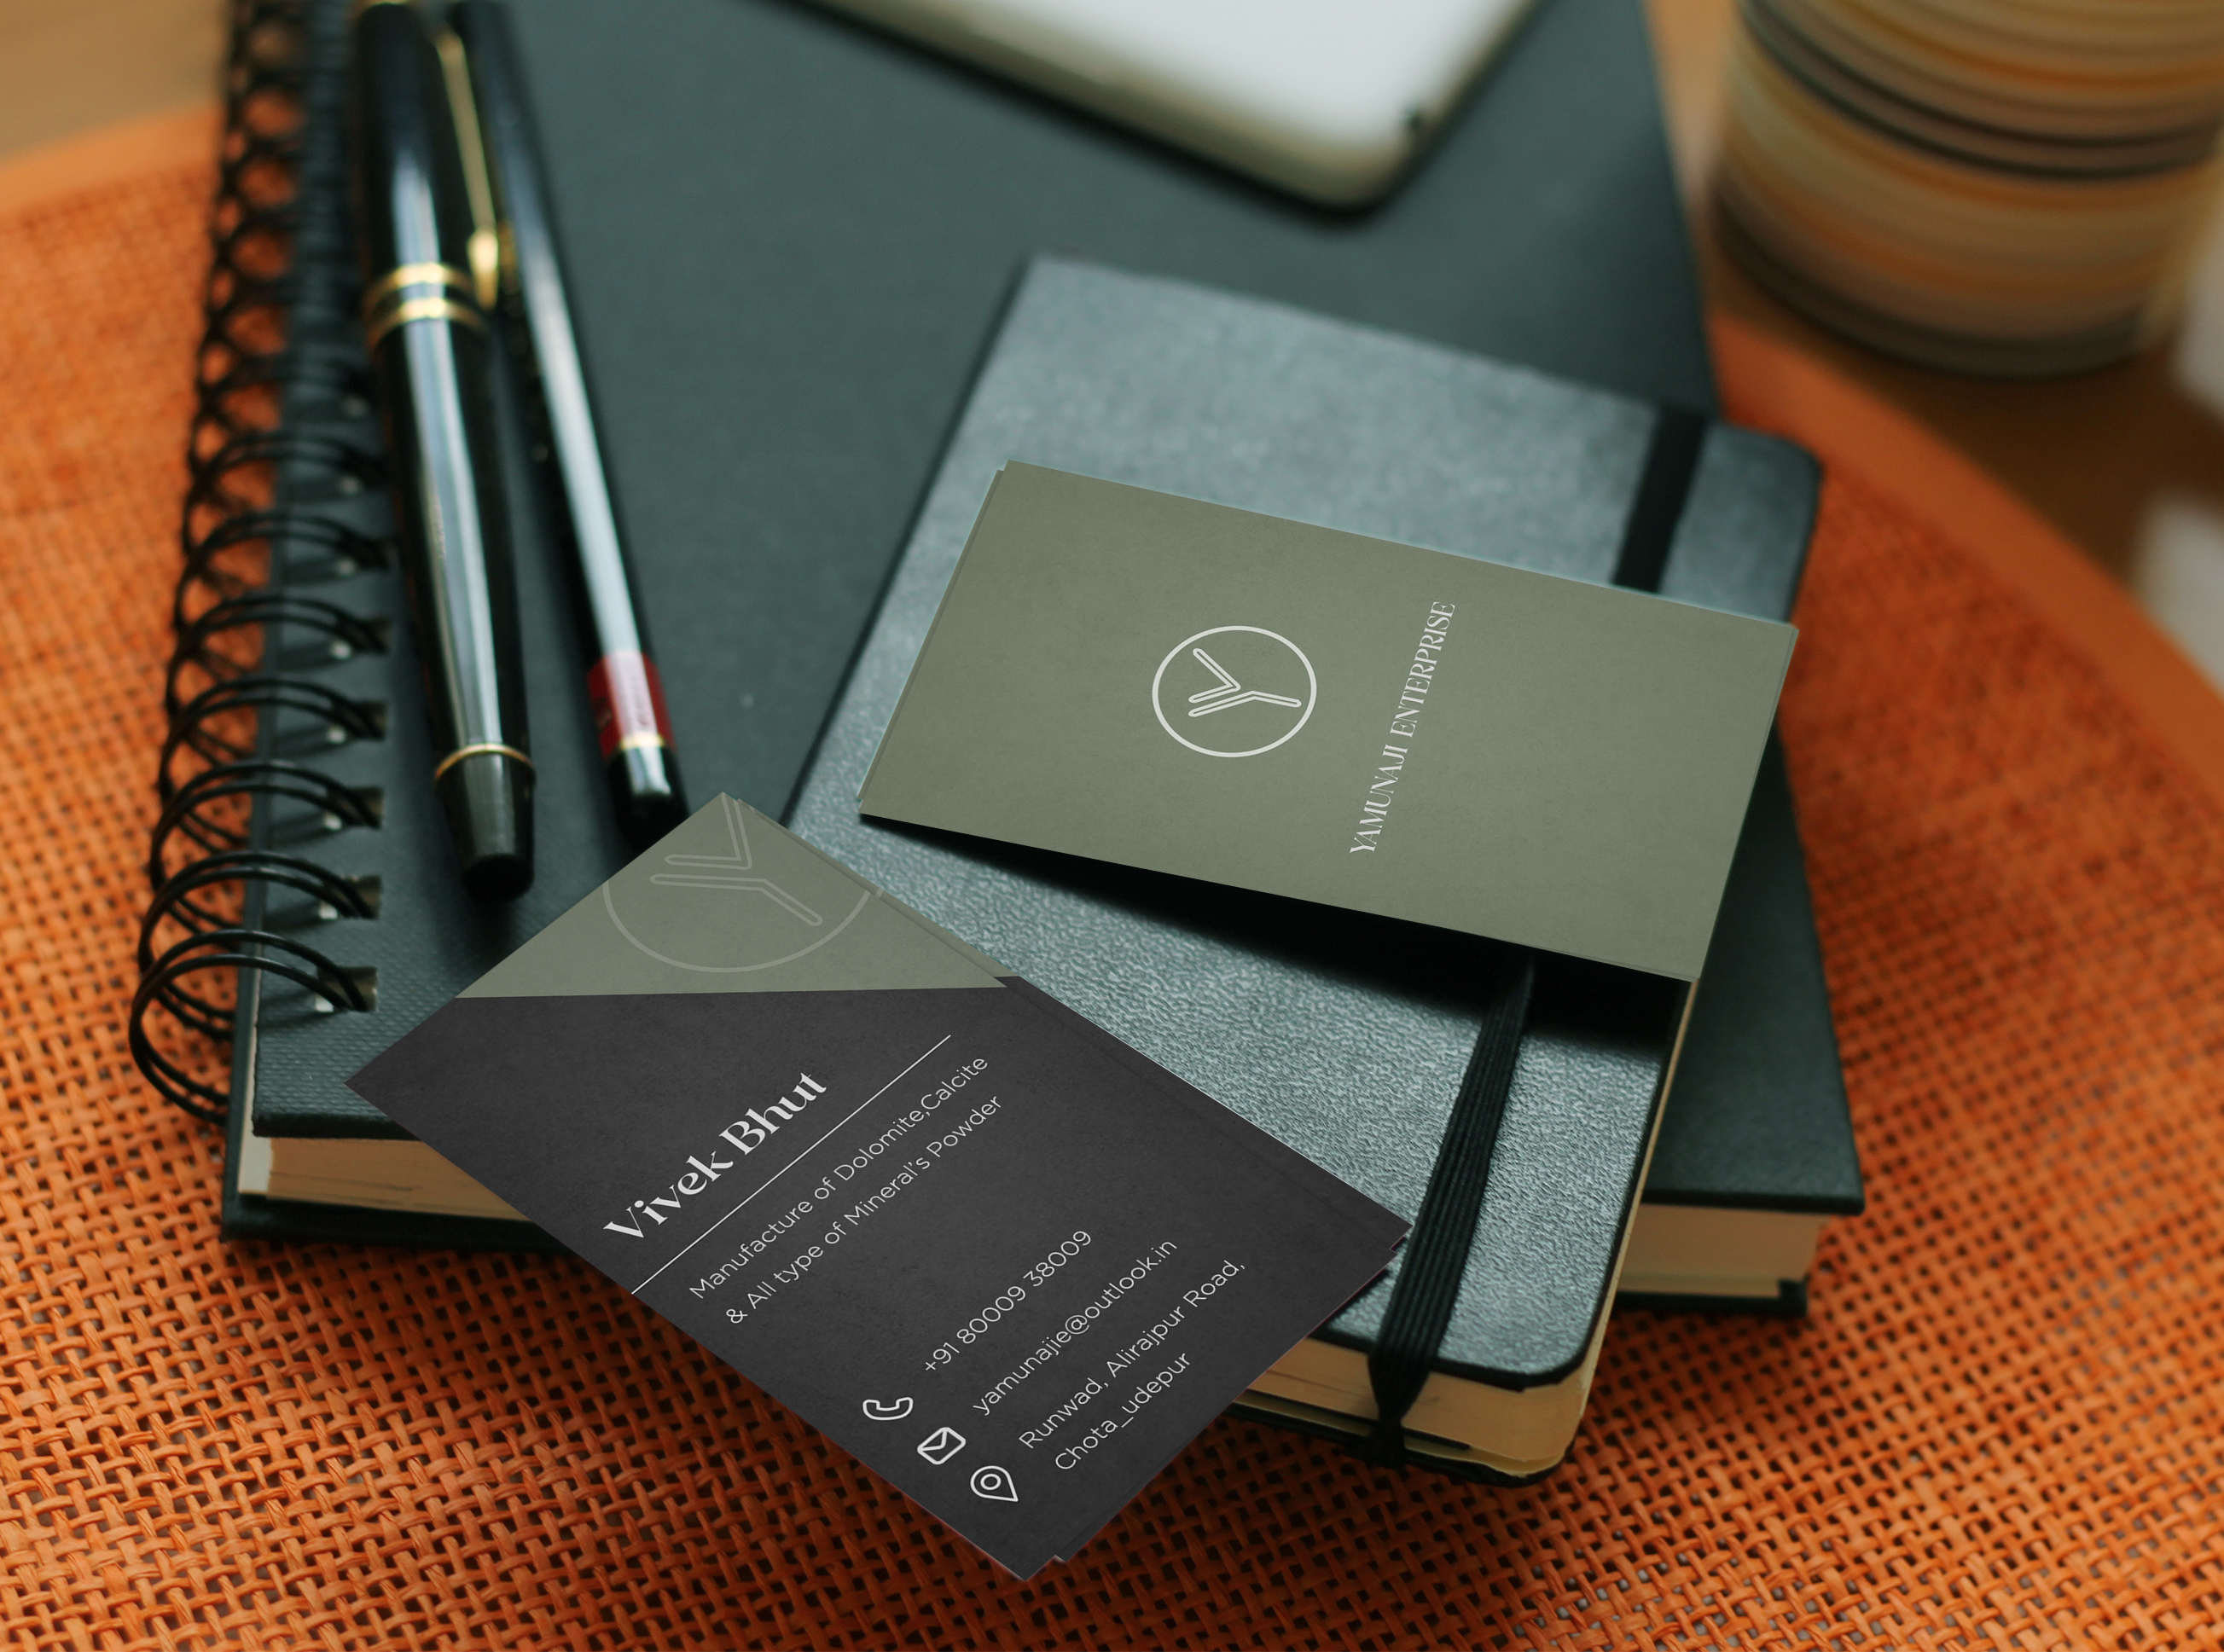 YAMUNAJI ENTERPRISE
Vivek Bhut
Manufacture of Dolomite,Calcite
& All type of Mineral's Powder
+91 80009 38009
yamunajie@outlook.in
Runwad, Alirajpur Road,
Chota_udepur